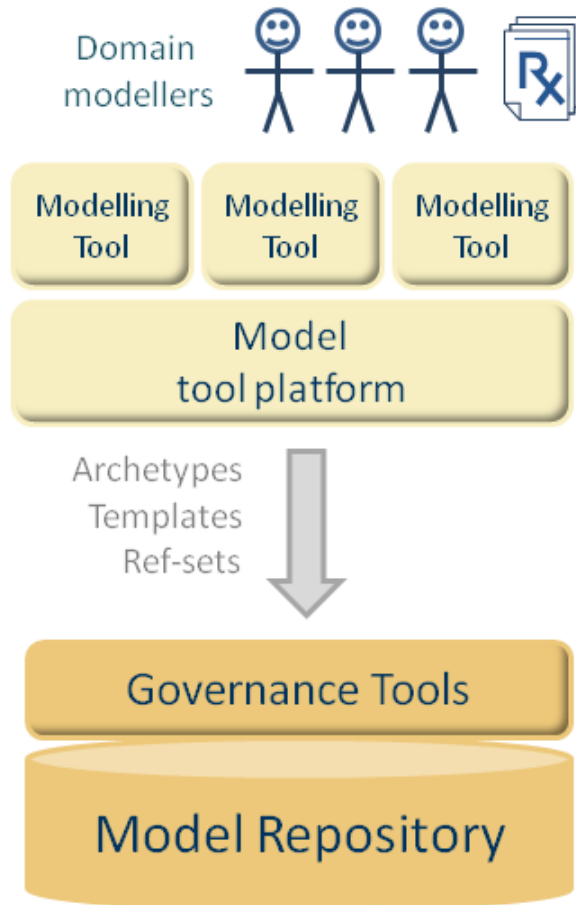 Domain
modellers
Rx
Modelling
Tool
Modelling
Tool
Modelling
Tool
Model
tool platform
Archetypes
Templates
Ref-sets
Governance Tools
Model Repository